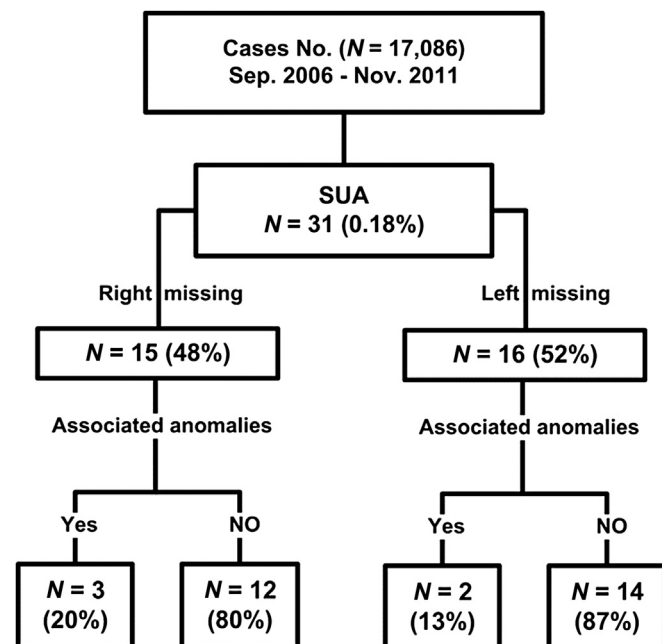 Cases No. (N = 17,086)
Sep. 2006 - Nov. 2011
SUA
N = 31 (0.18%)
Right missing
Left missing
N = 15 (48%)
N = 16 (52%)
Associated anomalies
Associated anomalies
Yes
NO
Yes
NO
N = 3
(20%)
N = 12
(80%)
N = 2
(13%)
N = 14
(87%)